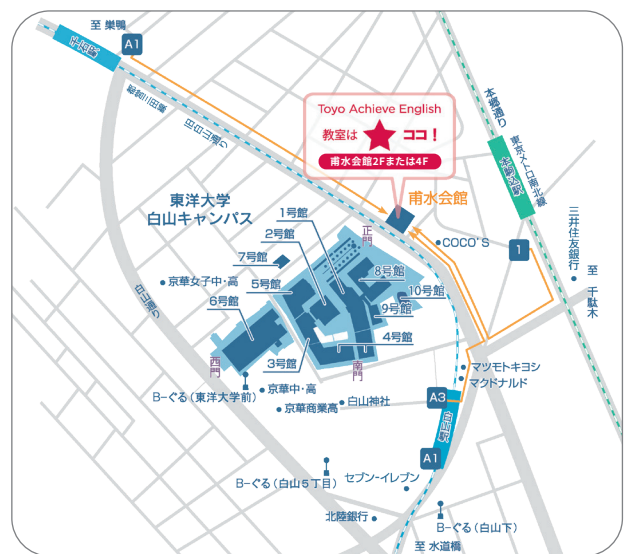 至 巣鴨
A1
千石駅
都営三田線
旧白山通り
本郷通り
Toyo Achieve English
教室は ★ ココ！
甫水会館2Fまたは4F
東京メトロ南北線
本駒込駅
甫水会館
COCO'S
1
三井住友銀行
至 千駄木
東洋大学
白山キャンパス
正門
1号館
2号館
7号館
5号館
8号館
10号館
9号館
京華女子中・高
6号館
白山通り
4号館
3号館
西門
南門
マツモトキヨシ
マクドナルド
B-ぐる（東洋大学前）
京華中・高
京華商業高
白山神社
A3
白山駅
A1
B-ぐる（白山５丁目）
セブン-イレブン
北陸銀行
B-ぐる（白山下）
至 水道橋